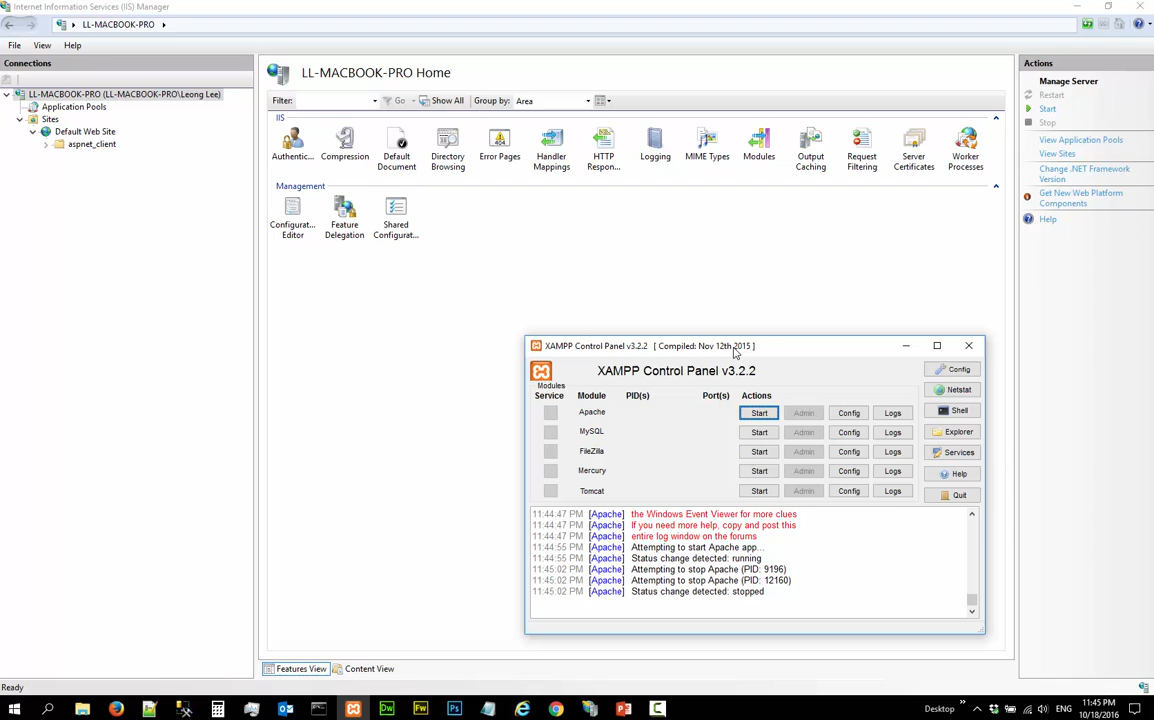 Internet Information Services (IIS) Manager
LL-MACBOOK-PRO
File View Help
Connections
LL-MACBOOK-PRO (LL-MACBOOK-PRO\Leong Lee)
Application Pools
Sites
Default Web Site
aspnet_client
LL-MACBOOK-PRO Home
Filter: Go Show All Group by: Area
IIS
Authentic... Compression Default Document Directory Browsing Error Pages Handler Mappings HTTP Respon... Logging MIME Types Modules Output Caching Request Filtering Server Certificates Worker Processes
Management
Configurat... Editor Feature Delegation Shared Configurat...
Actions
Manage Server
Restart
Start
Stop
View Application Pools
View Sites
Change .NET Framework
Version
Get New Web Platform
Components
Help
XAMPP Control Panel v3.2.2 [ Compiled: Nov 12th 2015 ]
XAMPP Control Panel v3.2.2
Modules
Service Module PID(s) Port(s) Actions
Apache Start Admin Config Logs
MySQL Start Admin Config Logs
FileZilla Start Admin Config Logs
Mercury Start Admin Config Logs
Tomcat Start Admin Config Logs
Config
Netstat
Shell
Explorer
Services
Help
Quit
11:44:47 PM [Apache] the Windows Event Viewer for more clues
11:44:47 PM [Apache] If you need more help, copy and post this
11:44:47 PM [Apache] entire log window on the forums
11:44:55 PM [Apache] Attempting to start Apache app...
11:44:55 PM [Apache] Status change detected: running
11:45:02 PM [Apache] Attempting to stop Apache (PID: 9196)
11:45:02 PM [Apache] Attempting to stop Apache (PID: 12160)
11:45:02 PM [Apache] Status change detected: stopped
Features View Content View
Ready
Desktop ENG 11:45 PM
10/18/2016